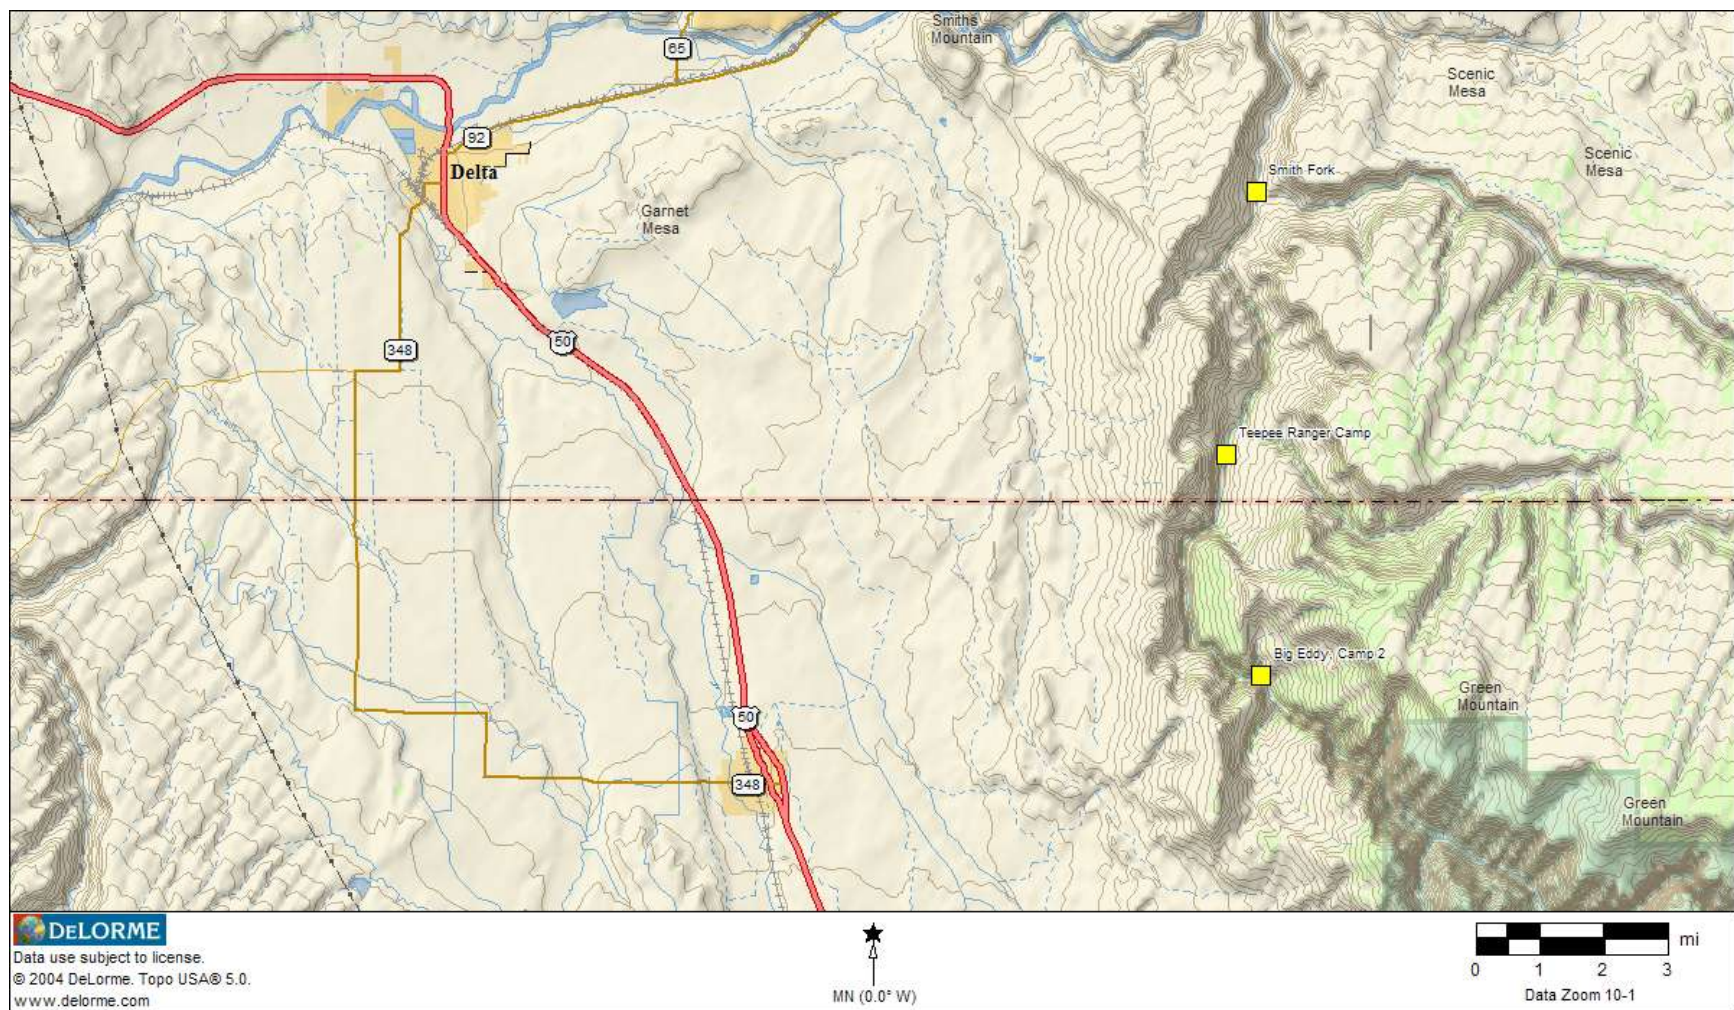 Smiths
Mountain
65
Scenic
Mesa
92
Delta
Scenic
Mesa
Smith Fork
Garnet
Mesa
50
348
Teepee Ranger Camp
Big Eddy, Camp 2
Green
Mountain
50
348
Green
Mountain
DELORME
Data use subject to license.
© 2004 DeLorme. Topo USA® 5.0.
www.delorme.com
MN (0.0° W)
mi
0 1 2 3
Data Zoom 10-1